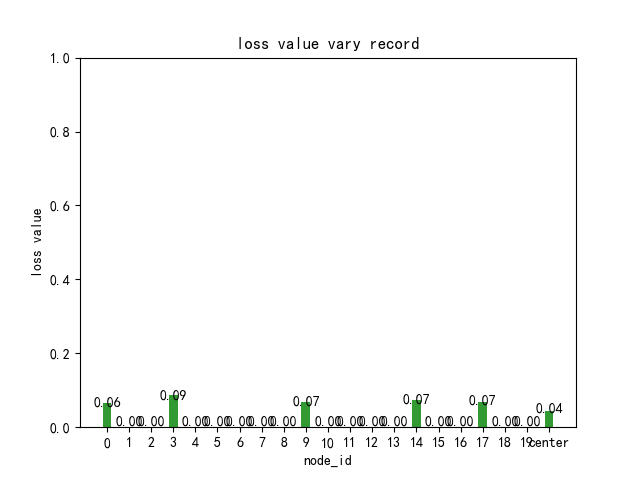 loss value vary record
1.0
0.8
0.6
0.4
0.2
0.0
loss value
0.06 0.00 0.00 0.09 0.00 0.00 0.00 0.00 0.00 0.07 0.00 0.00 0.00 0.00 0.07 0.00 0.00 0.07 0.00 0.00 0.04
0 1 2 3 4 5 6 7 8 9 10 11 12 13 14 15 16 17 18 19 center
node_id